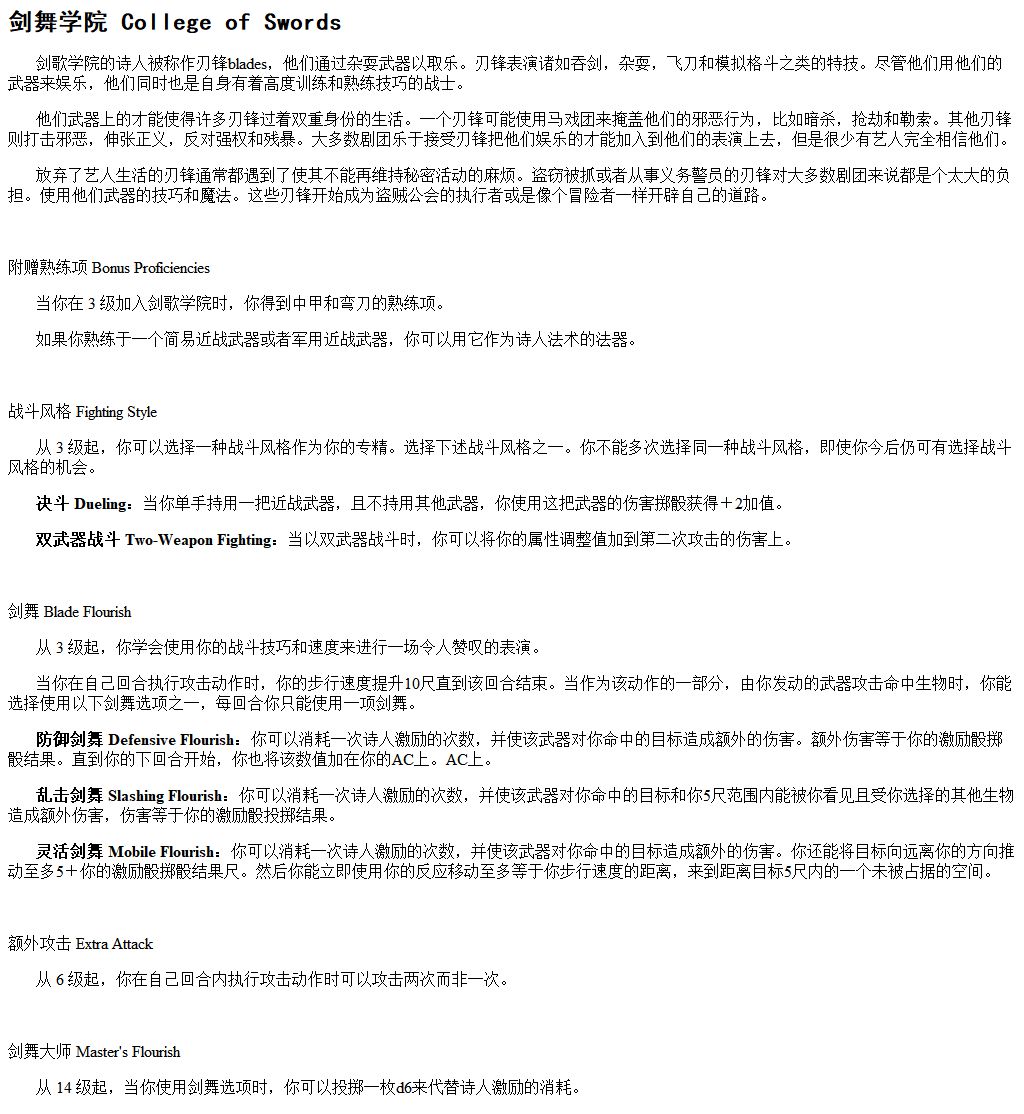 剑舞学院 College of Swords
剑歌学院的诗人被称作刃锋blades，他们通过杂耍武器以取乐。刃锋表演诸如吞剑，杂耍，飞刀和模拟格斗之类的特技。尽管他们用他们的
武器来娱乐，他们同时也是自身有着高度训练和熟练技巧的战士。
他们武器上的才能使得许多刃锋过着双重身份的生活。一个刃锋可能使用马戏团来掩盖他们的邪恶行为，比如暗杀，抢劫和勒索。其他刃锋
则打击邪恶，伸张正义，反对强权和残暴。大多数剧团乐于接受刃锋把他们娱乐的才能加入到他们的表演上去，但是很少有艺人完全相信他们。
放弃了艺人生活的刃锋通常都遇到了使其不能再维持秘密活动的麻烦。盗窃被抓或者从事义务警员的刃锋对大多数剧团来说都是个太大的负
担。使用他们武器的技巧和魔法。这些刃锋开始成为盗贼公会的执行者或是像个冒险者一样开辟自己的道路。
附赠熟练项 Bonus Proficiencies
当你在 3 级加入剑歌学院时，你得到中甲和弯刀的熟练项。
如果你熟练于一个简易近战武器或者军用近战武器，你可以用它作为诗人法术的法器。
战斗风格 Fighting Style
从 3 级起，你可以选择一种战斗风格作为你的专精。选择下述战斗风格之一。你不能多次选择同一种战斗风格，即使你今后仍可有选择战斗
风格的机会。
决斗 Dueling：当你单手持用一把近战武器，且不持用其他武器，你使用这把武器的伤害掷骰获得＋2加值。
双武器战斗 Two-Weapon Fighting：当以双武器战斗时，你可以将你的属性调整值加到第二次攻击的伤害上。
剑舞 Blade Flourish
从 3 级起，你学会使用你的战斗技巧和速度来进行一场令人赞叹的表演。
当你在自己回合执行攻击动作时，你的步行速度提升10尺直到该回合结束。当作为该动作的一部分，由你发动的武器攻击命中生物时，你能
选择使用以下剑舞选项之一，每回合你只能使用一项剑舞。
防御剑舞 Defensive Flourish：你可以消耗一次诗人激励的次数，并使该武器对你命中的目标造成额外的伤害。额外伤害等于你的激励骰掷
骰结果。直到你的下回合开始，你也将该数值加在你的AC上。AC上。
乱击剑舞 Slashing Flourish：你可以消耗一次诗人激励的次数，并使该武器对你命中的目标和你5尺范围内能被你看见且受你选择的其他生物
造成额外伤害，伤害等于你的激励骰投掷结果。
灵活剑舞 Mobile Flourish：你可以消耗一次诗人激励的次数，并使该武器对你命中的目标造成额外的伤害。你还能将目标向远离你的方向推
动至多5＋你的激励骰掷骰结果尺。然后你能立即使用你的反应移动至多等于你步行速度的距离，来到距离目标5尺内的一个未被占据的空间。
额外攻击 Extra Attack
从 6 级起，你在自己回合内执行攻击动作时可以攻击两次而非一次。
剑舞大师 Master's Flourish
从 14 级起，当你使用剑舞选项时，你可以投掷一枚d6来代替诗人激励的消耗。